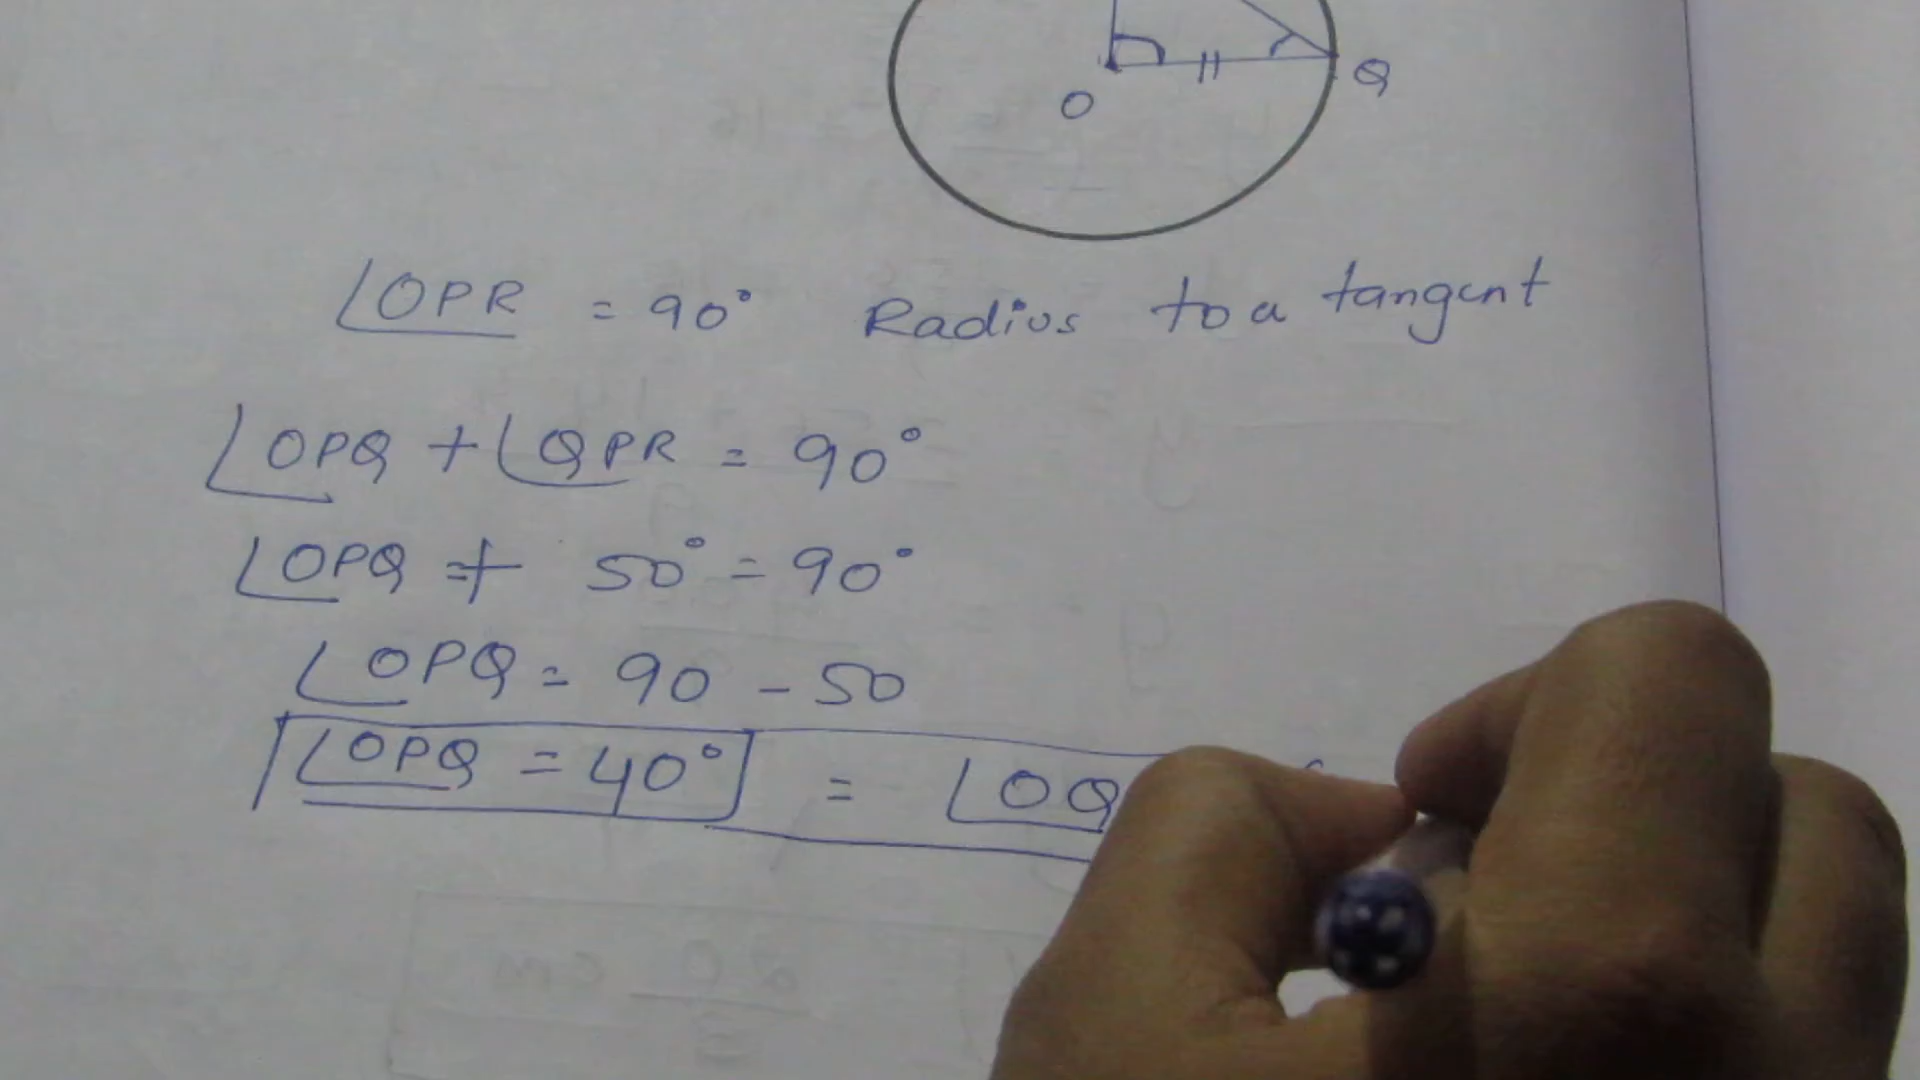 O
Q
∠OPR = 90° Radius to a tangent
∠OPQ + ∠QPR = 90°
∠OPQ + 50° = 90°
∠OPQ = 90 - 50
∠OPQ = 40° = ∠OQ